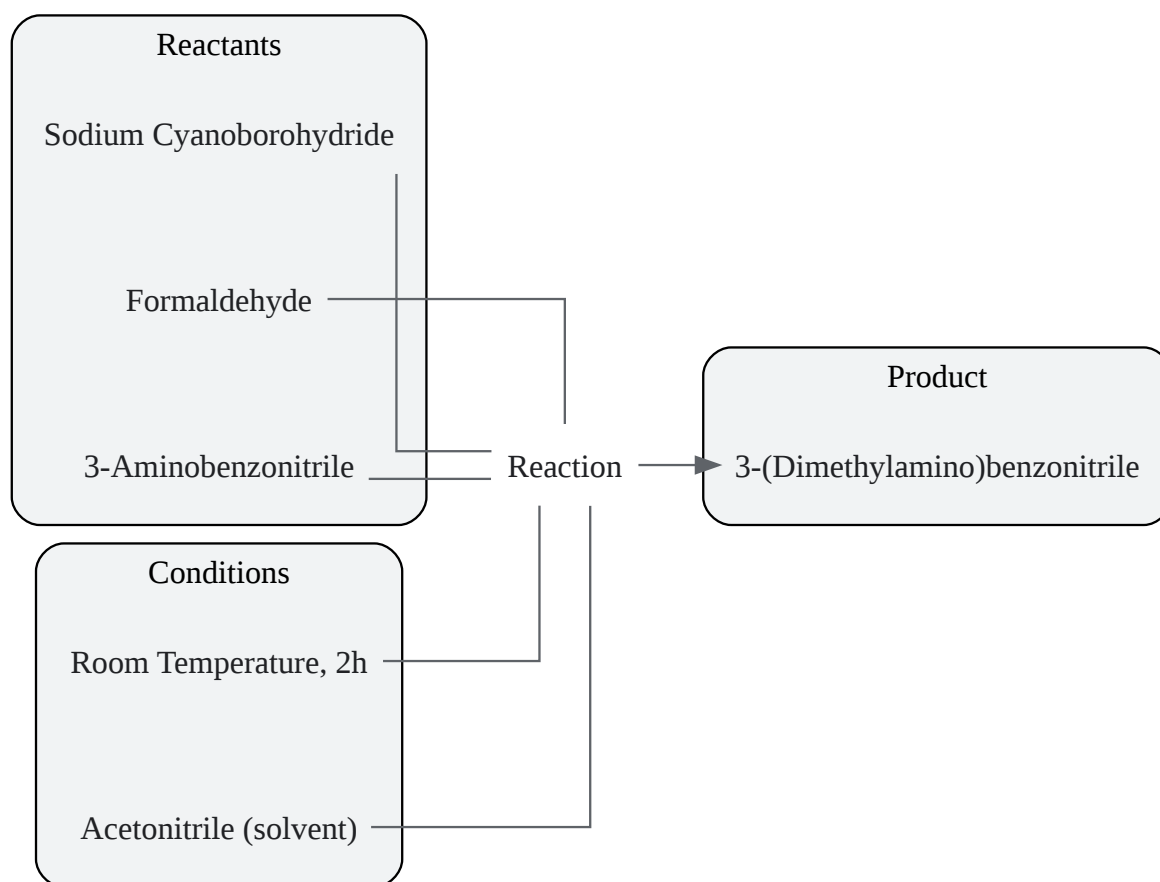 Reactants
Sodium Cyanoborohydride
Formaldehyde
3-Aminobenzonitrile
Reaction
Product
3-(Dimethylamino)benzonitrile
Conditions
Room Temperature, 2h
Acetonitrile (solvent)